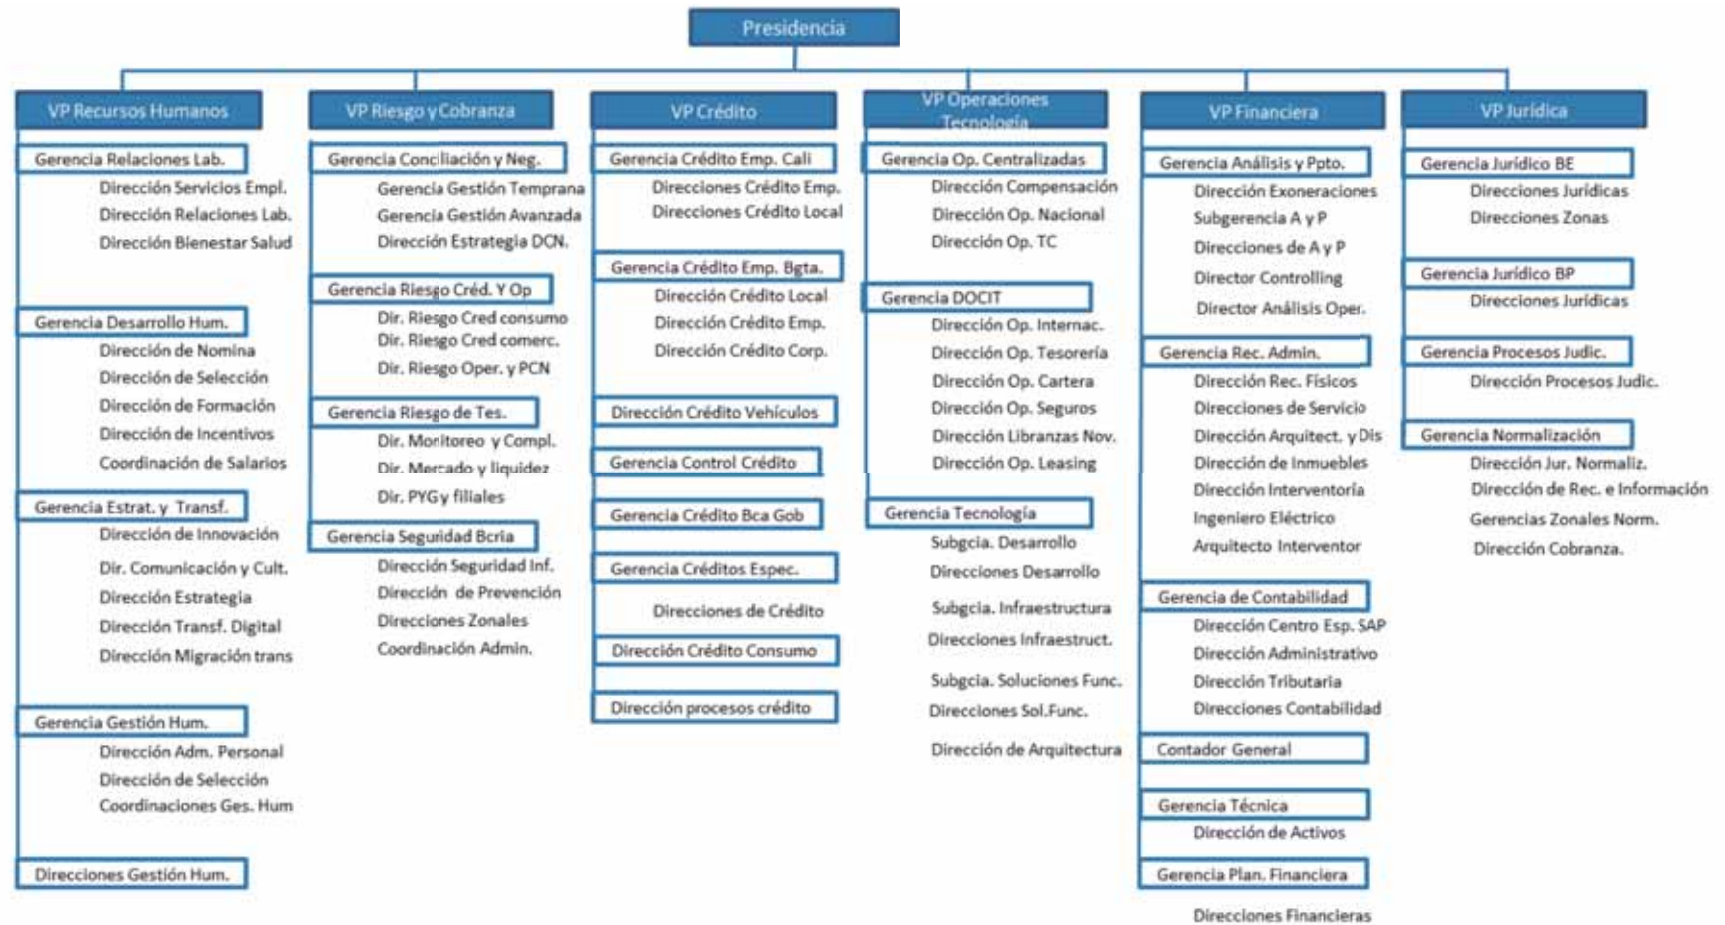 Presidencia
VP Recursos Humanos
Gerencia Relaciones Lab.
Dirección Servicios Empl.
Dirección Relaciones Lab.
Dirección Bienestar Salud
Gerencia Desarrollo Hum.
Dirección de Nomina
Dirección de Selección
Dirección de Formación
Dirección de Incentivos
Coordinación de Salarios
Gerencia Estrat. y Transf.
Dirección de Innovación
Dir. Comunicación y Cult.
Dirección Estrategia
Dirección Transf. Digital
Dirección Migración trans
Gerencia Gestión Hum.
Dirección Adm. Personal
Dirección de Selección
Coordinaciones Ges. Hum
Direcciones Gestión Hum.
VP Riesgo y Cobranza
Gerencia Conciliación y Neg.
Gerencia Gestión Temprana
Gerencia Gestión Avanzada
Dirección Estrategia DCN.
Gerencia Riesgo Créd. Y Op
Dir. Riesgo Cred consumo
Dir. Riesgo Cred comerc.
Dir. Riesgo Oper. y PCN
Gerencia Riesgo de Tes.
Dir. Monitoreo y Compl.
Dir. Mercado y liquidez
Dir. PYG y filiales
Gerencia Seguridad Bcria
Dirección Seguridad Inf.
Dirección de Prevención
Direcciones Zonales
Coordinación Admin.
VP Crédito
Gerencia Crédito Emp. Cali
Direcciones Crédito Emp.
Direcciones Crédito Local
Gerencia Crédito Emp. Bgta.
Dirección Crédito Local
Dirección Crédito Emp.
Dirección Crédito Corp.
Dirección Crédito Vehículos
Gerencia Control Crédito
Gerencia Crédito Bca Gob
Gerencia Créditos Espec.
Direcciones de Crédito
Dirección Crédito Consumo
Dirección procesos crédito
VP Operaciones
Tecnología
Gerencia Op. Centralizadas
Dirección Compensación
Dirección Op. Nacional
Dirección Op. TC
Gerencia DOCIT
Dirección Op. Internac.
Dirección Op. Tesorería
Dirección Op. Cartera
Dirección Op. Seguros
Dirección Libranzas Nov.
Dirección Op. Leasing
Gerencia Tecnología
Subgcia. Desarrollo
Direcciones Desarrollo
Subgcia. Infraestructura
Direcciones Infraestruct.
Subgcia. Soluciones Func.
Direcciones Sol.Func.
Dirección de Arquitectura
VP Financiera
Gerencia Análisis y Ppto.
Dirección Exoneraciones
Subgerencia A y P
Direcciones de A y P
Director Controlling
Director Análisis Oper.
Gerencia Rec. Admin.
Dirección Rec. Físicos
Direcciones de Servicio
Dirección Arquitect. y Dis
Dirección de Inmuebles
Dirección Interventoría
Ingeniero Eléctrico
Arquitecto Interventor
Gerencia de Contabilidad
Dirección Centro Esp. SAP
Dirección Administrativo
Dirección Tributaria
Direcciones Contabilidad
Contador General
Gerencia Técnica
Dirección de Activos
Gerencia Plan. Financiera
Direcciones Financieras
VP Jurídica
Gerencia Jurídico BE
Direcciones Jurídicas
Direcciones Zonas
Gerencia Jurídico BP
Direcciones Jurídicas
Gerencia Procesos Judic.
Dirección Procesos Judic.
Gerencia Normalización
Dirección Jur. Normaliz.
Dirección de Rec. e Información
Gerencias Zonales Norm.
Dirección Cobranza.